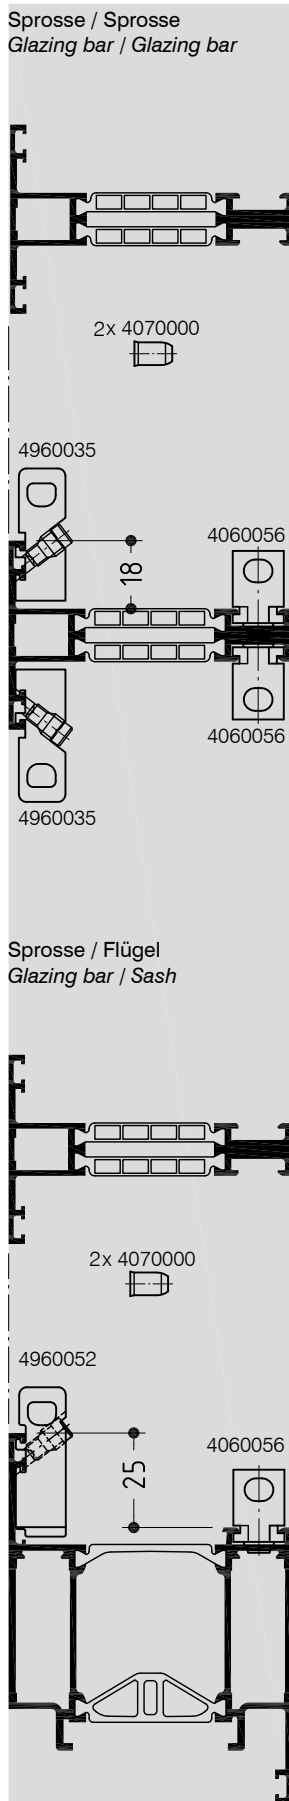 Sprosse / Sprosse
Glazing bar / Glazing bar
2x 4070000
4960035
4060056
18
4060056
4960035
Sprosse / Flügel
Glazing bar / Sash
2x 4070000
4960052
4060056
25